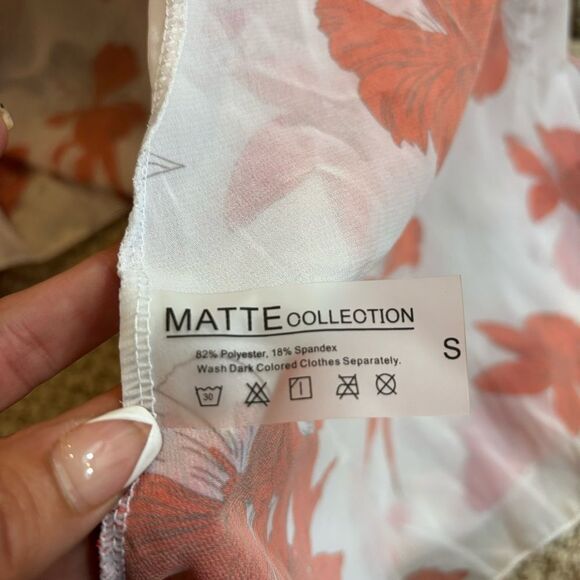 MATTE COLLECTION
82% Polyester, 18% Spandex
Wash Dark Colored Clothes Separately.
S
30